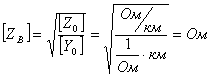 [Z_B] = √([Z_0]/[Y_0]) = √((Ом/км)/(1/Ом · км)) = Ом